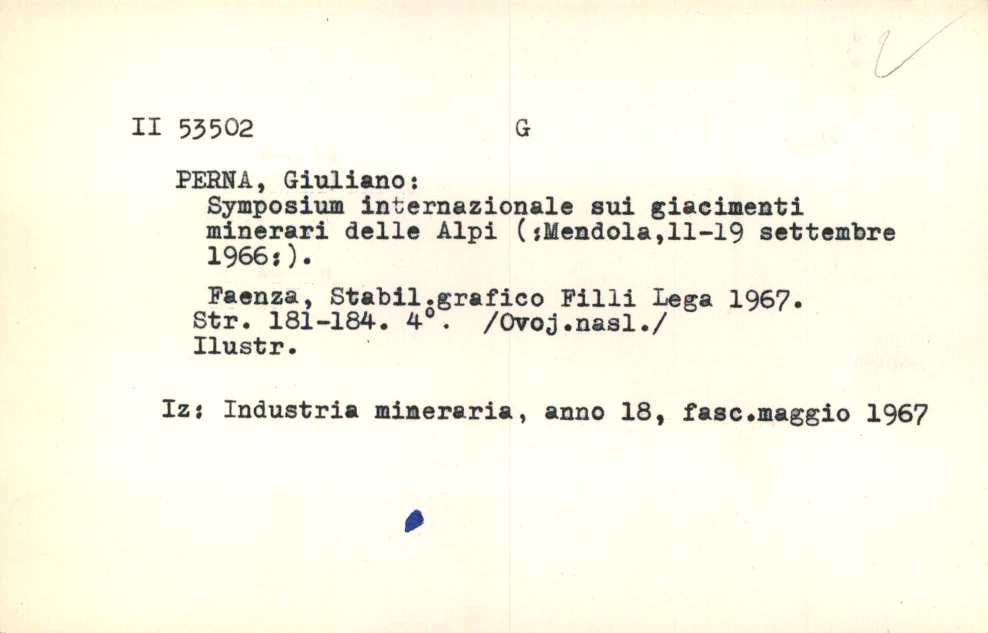 II 53502 G
PERNA, Giuliano:
Symposium internazionale sui giacimenti
minerari delle Alpi (:Mendola,11-19 settembre
1966:).
Faenza, Stabil.grafico Filli Lega 1967.
Str. 181-184. 4°. /Ovoj.nasl./
Ilustr.
Iz: Industria mineraria, anno 18, fasc.maggio 1967